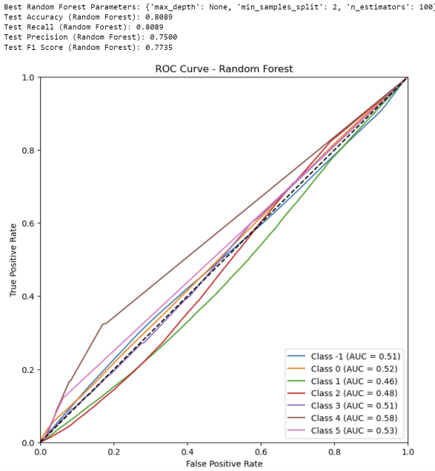 Best Random Forest Parameters: {'max_depth': None, 'min_samples_split': 2, 'n_estimators': 100}
Test Accuracy (Random Forest): 0.8089
Test Recall (Random Forest): 0.8089
Test Precision (Random Forest): 0.7500
Test F1 Score (Random Forest): 0.7735
ROC Curve - Random Forest
1.0
0.8
0.6
0.4
0.2
0.0
True Positive Rate
Class -1 (AUC = 0.51)
Class 0 (AUC = 0.52)
Class 1 (AUC = 0.46)
Class 2 (AUC = 0.48)
Class 3 (AUC = 0.51)
Class 4 (AUC = 0.58)
Class 5 (AUC = 0.53)
0.0 0.2 0.4 0.6 0.8 1.0
False Positive Rate